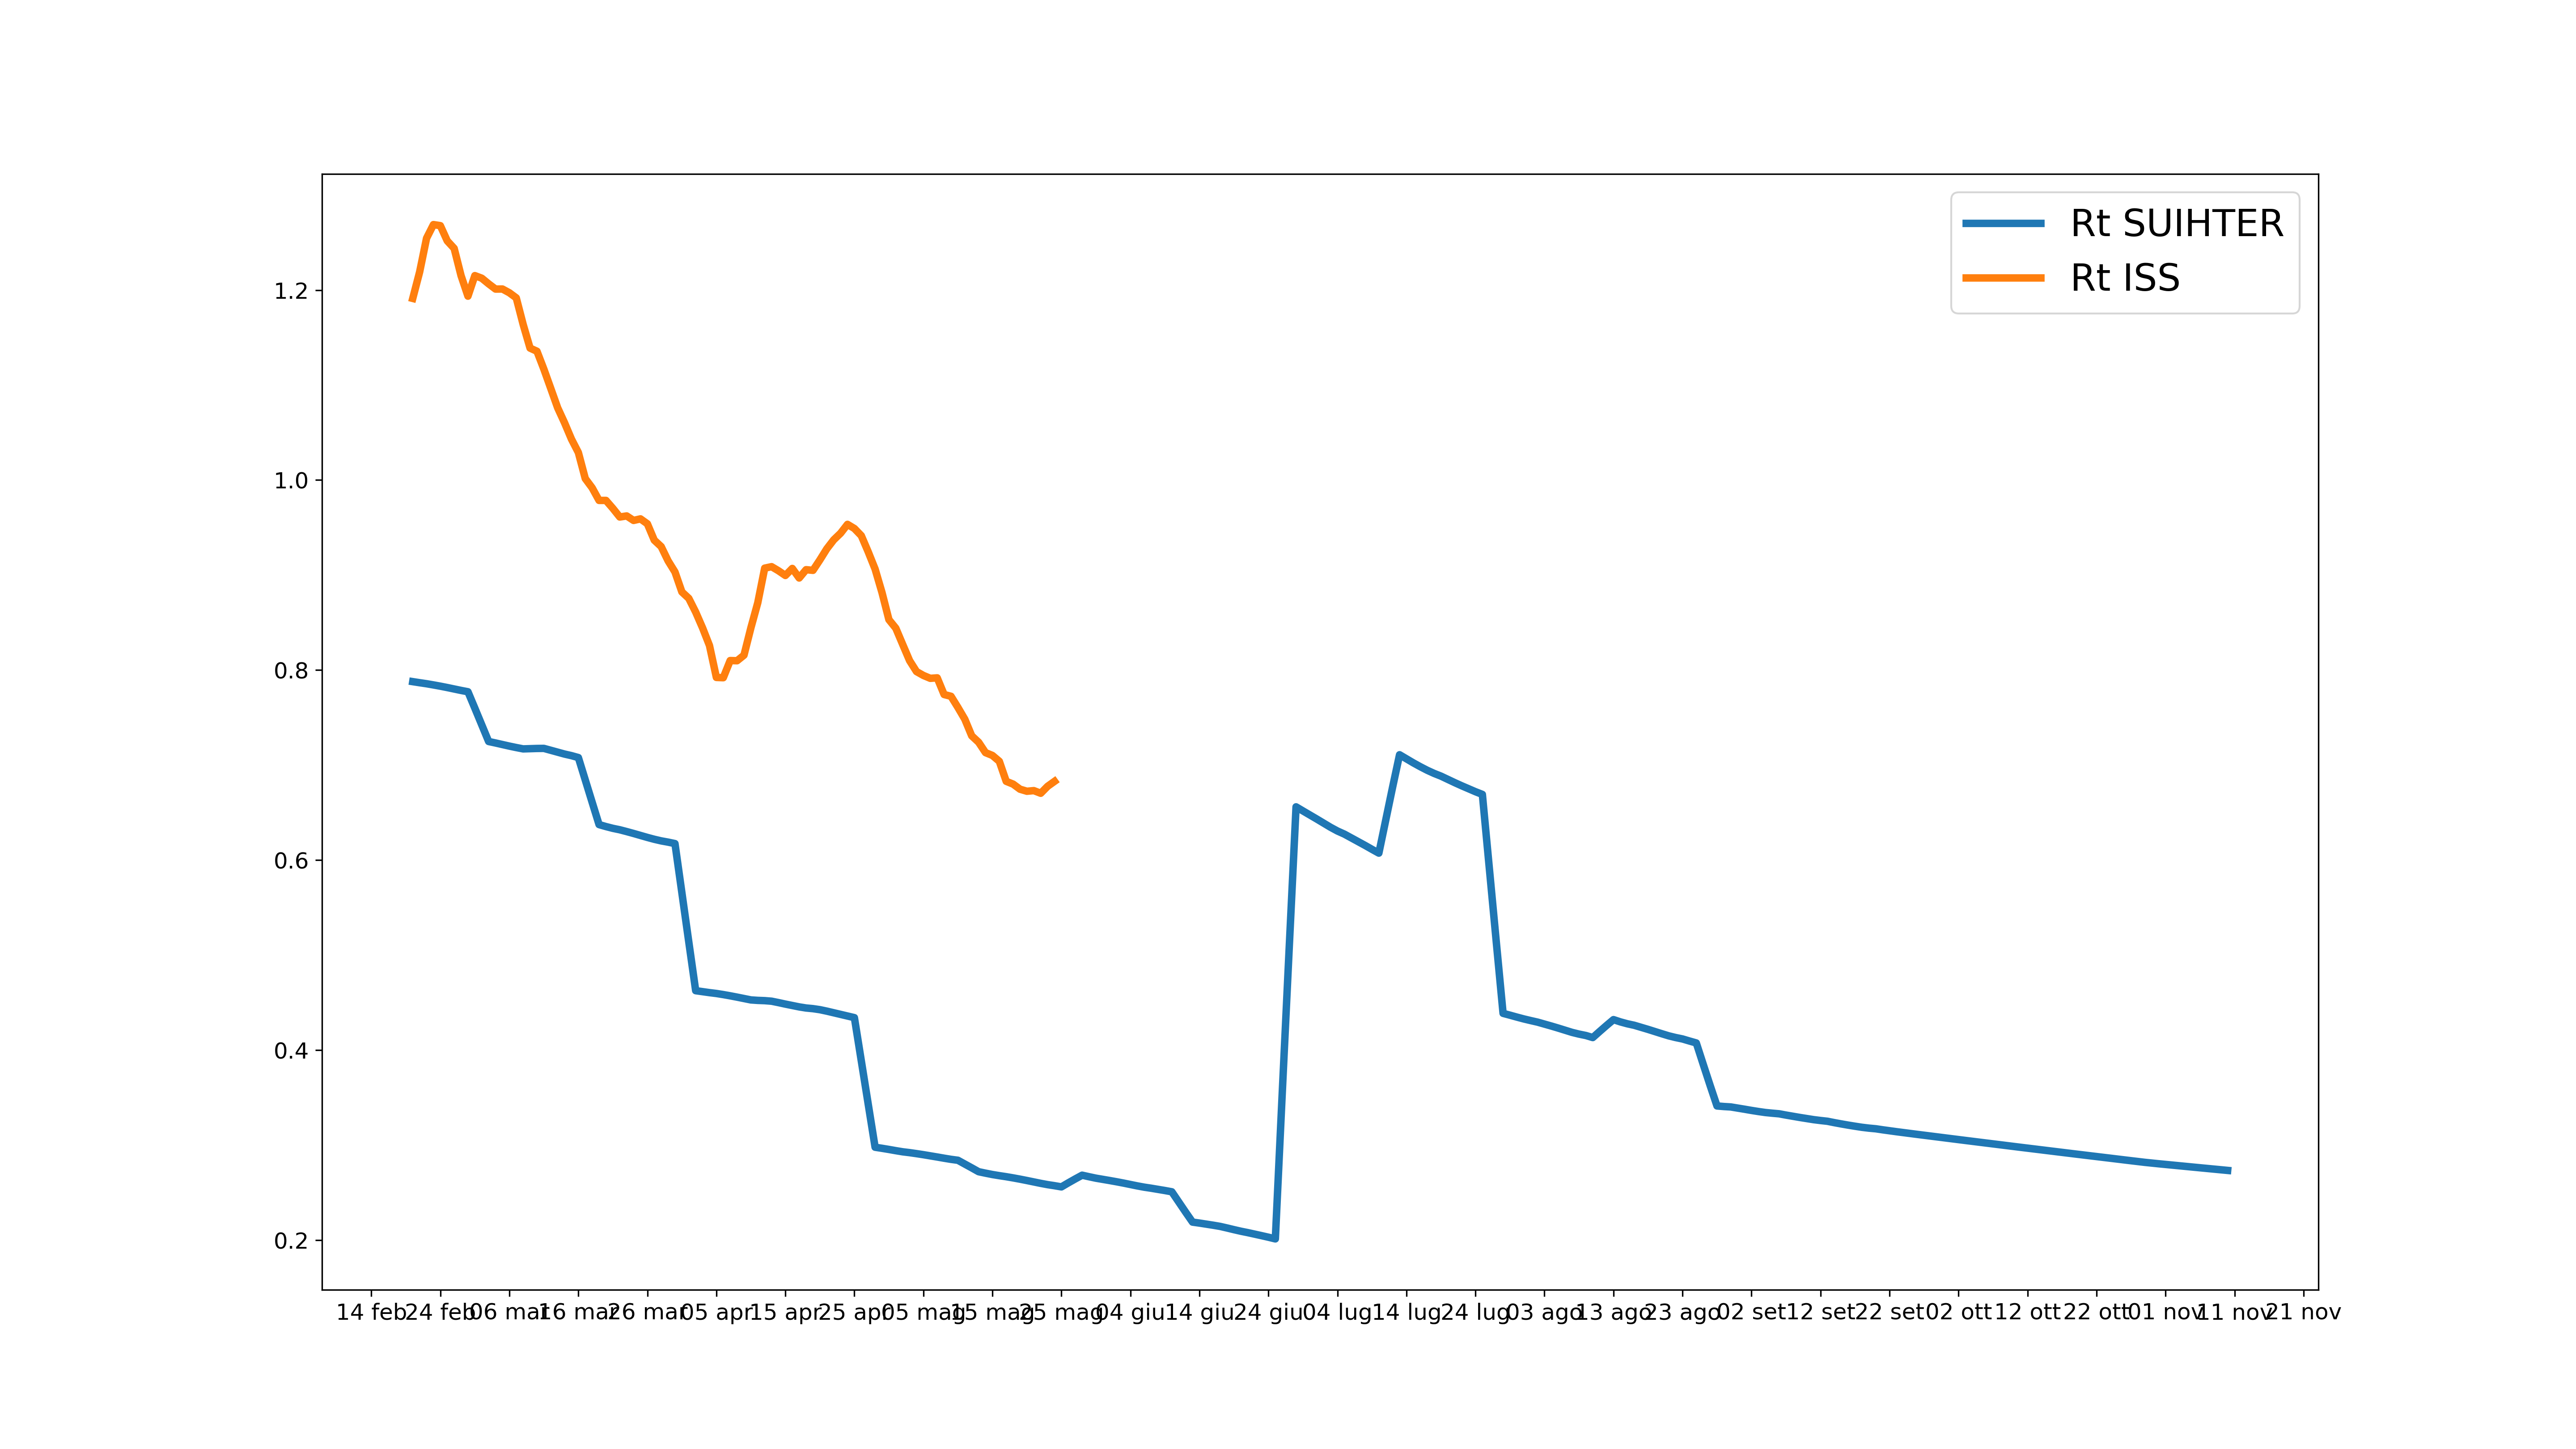 Rt SUIHTER
Rt ISS
1.2
1.0
0.8
0.6
0.4
0.2
14 feb 24 feb 06 mar 16 mar 26 mar 05 apr 15 apr 25 apr 05 mag 15 mag 25 mag 04 giu 14 giu 24 giu 04 lug 14 lug 24 lug 03 ago 13 ago 23 ago 02 set 12 set 22 set 02 ott 12 ott 22 ott 01 nov 11 nov 21 nov